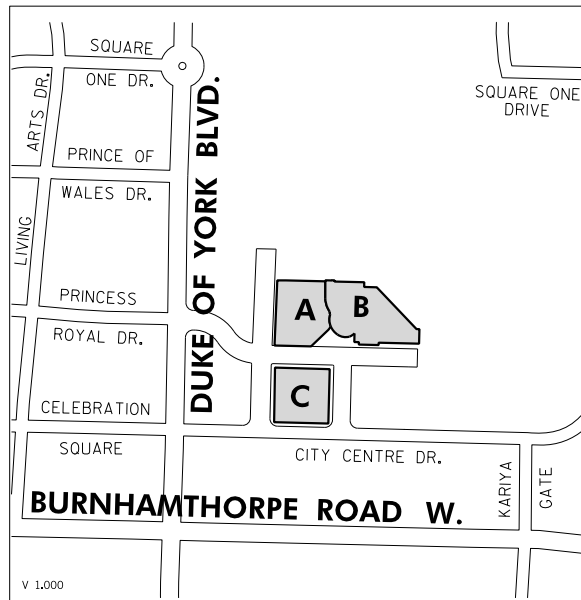 SQUARE
ONE DR.
SQUARE ONE
DRIVE
ARTS DR.
DUKE OF YORK BLVD.
PRINCE OF
WALES DR.
LIVING
PRINCESS
ROYAL DR.
A
B
C
CELEBRATION
SQUARE
CITY CENTRE DR.
KARIYA
GATE
BURNHAMTHORPE ROAD W.
V 1.000